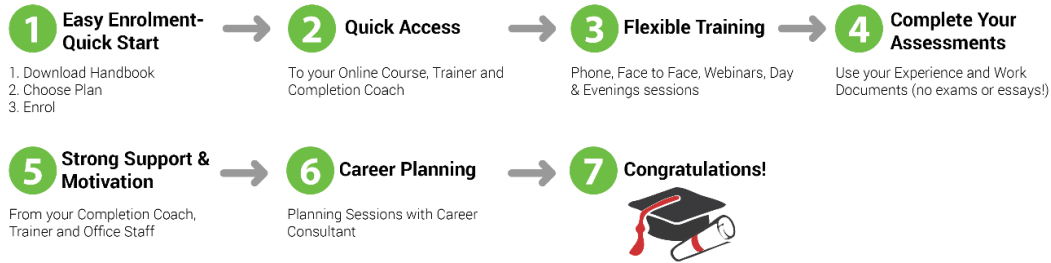 1 Easy Enrolment-
Quick Start
1. Download Handbook
2. Choose Plan
3. Enrol
2 Quick Access
To your Online Course, Trainer and
Completion Coach
3 Flexible Training
Phone, Face to Face, Webinars, Day
& Evenings sessions
4 Complete Your
Assessments
Use your Experience and Work
Documents (no exams or essays!)
5 Strong Support &
Motivation
From your Completion Coach,
Trainer and Office Staff
6 Career Planning
Planning Sessions with Career
Consultant
7 Congratulations!